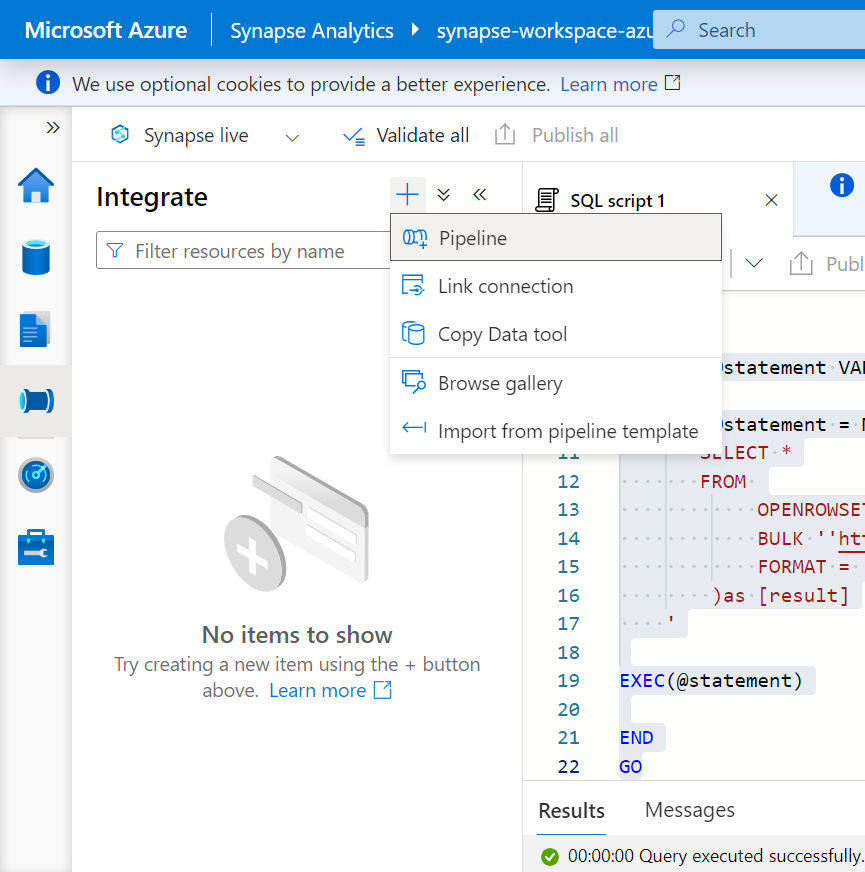 Microsoft Azure
Synapse Analytics
synapse-workspace-azu
Search
We use optional cookies to provide a better experience. Learn more
Synapse live
Validate all
Publish all
Integrate
SQL script 1
Filter resources by name
Pipeline
Link connection
Copy Data tool
Browse gallery
Import from pipeline template
No items to show
Try creating a new item using the + button
above. Learn more
Publ
statement VA
statement =
11 SELECT *
12 FROM
13 OPENROWSET
14 BULK ''ht
15 FORMAT =
16 )as [result]
17 '
18
19 EXEC(@statement)
20
21 END
22 GO
Results
Messages
00:00:00 Query executed successfully.